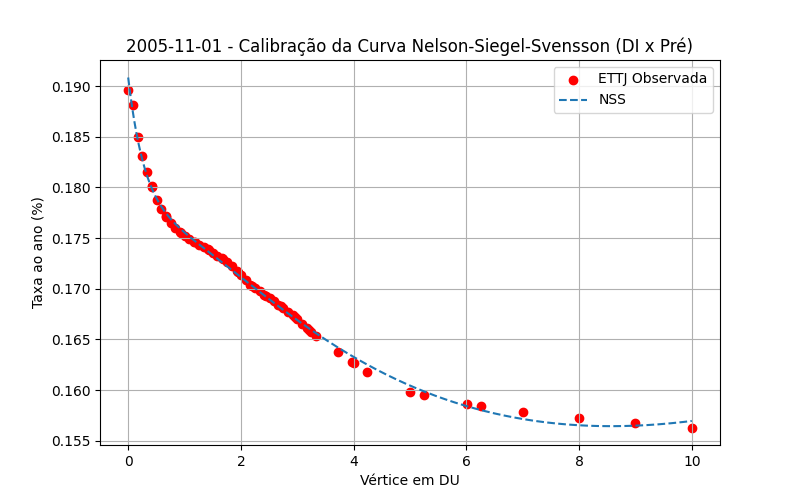 2005-11-01 - Calibração da Curva Nelson-Siegel-Svensson (DI x Pré)
ETTJ Observada
NSS
Taxa ao ano (%)
0.190
0.185
0.180
0.175
0.170
0.165
0.160
0.155
0 2 4 6 8 10
Vértice em DU